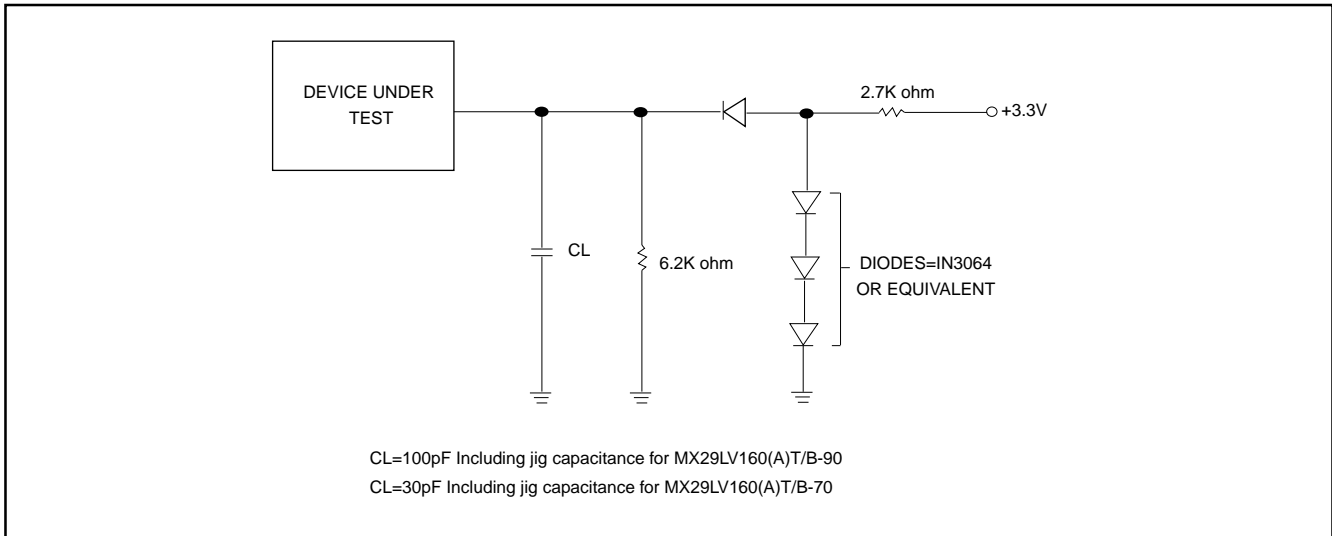 DEVICE UNDER
TEST
2.7K ohm
+3.3V
CL
6.2K ohm
DIODES=IN3064
OR EQUIVALENT
CL=100pF Including jig capacitance for MX29LV160(A)T/B-90
CL=30pF Including jig capacitance for MX29LV160(A)T/B-70